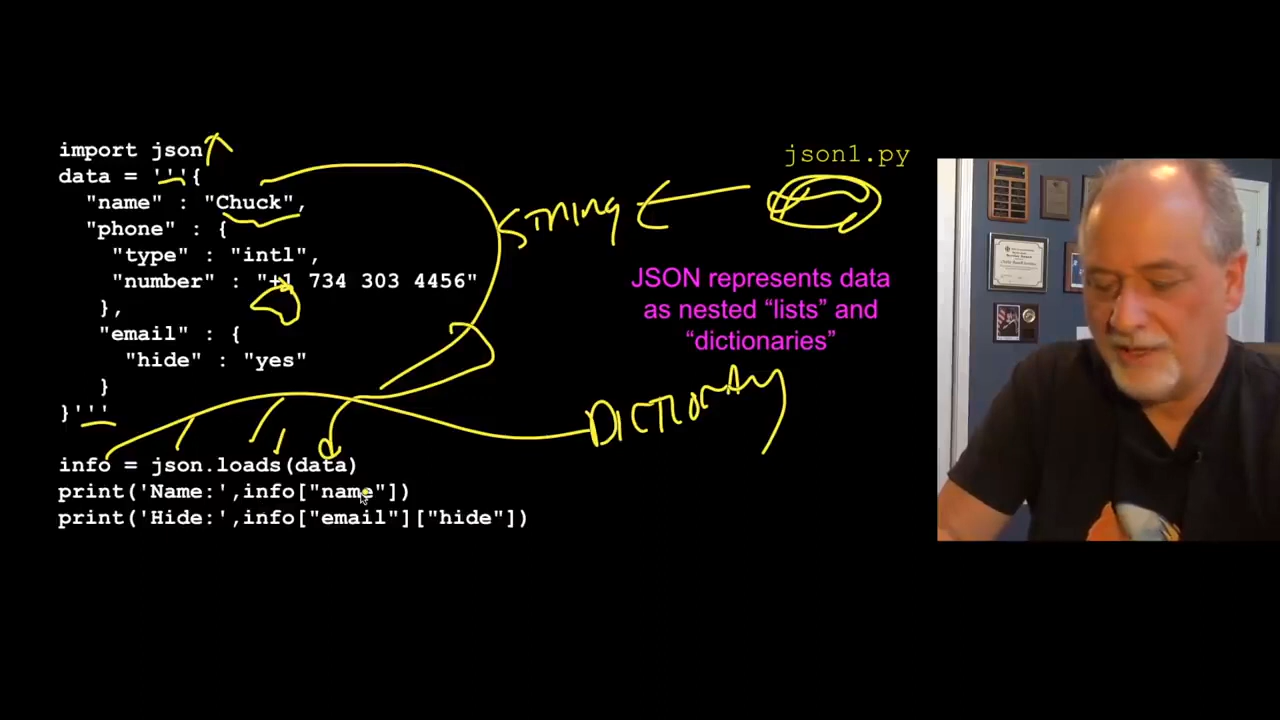 import json
data = '''{
  "name" : "Chuck",
  "phone" : {
    "type" : "intl",
    "number" : "+1 734 303 4456"
   },
   "email" : {
     "hide" : "yes"
   }
}'''
info = json.loads(data)
print('Name:',info["name"])
print('Hide:',info["email"]["hide"])
json1.py
STRING
JSON represents data
as nested “lists” and
“dictionaries”
DICTIONARY